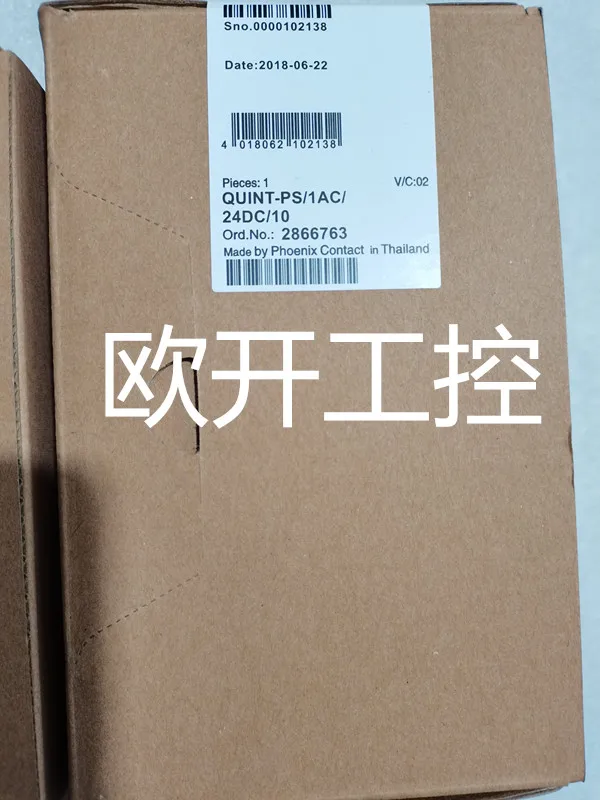 Sno.0000102138
Date:2018-06-22
4 018062 102138
Pieces: 1 V/C:02
QUINT-PS/1AC/
24DC/10
Ord.No.: 2866763
Made by Phoenix Contact in Thailand
欧开工控